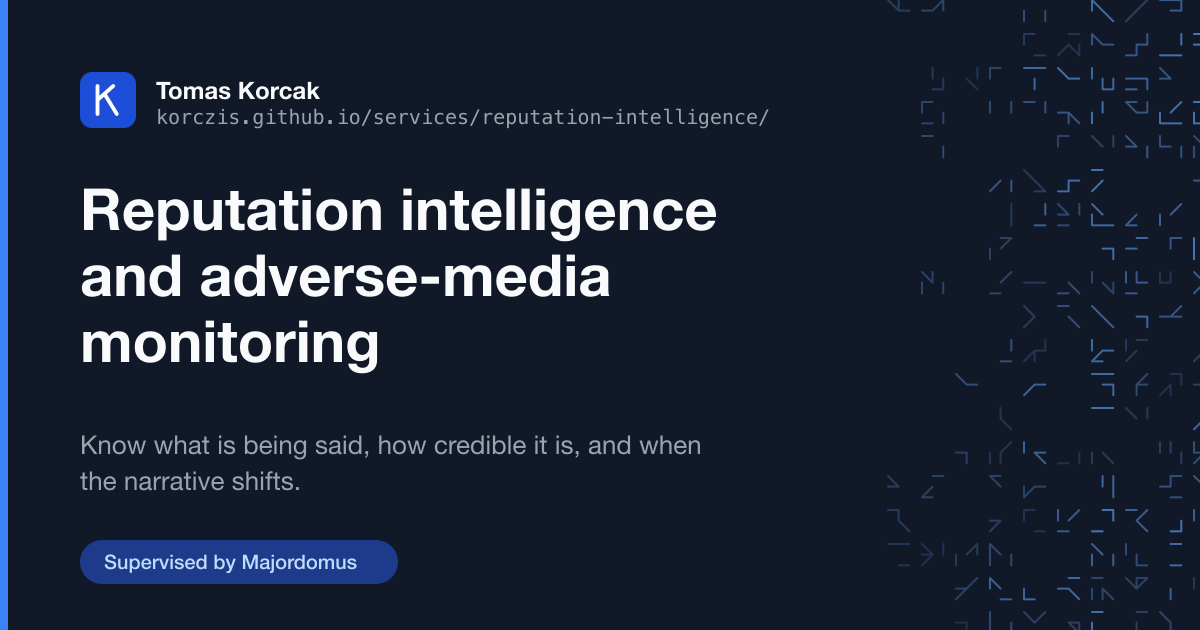 K
Tomas Korcak
korczis.github.io/services/reputation-intelligence/
Reputation intelligence
and adverse-media
monitoring
Know what is being said, how credible it is, and when
the narrative shifts.
Supervised by Majordomus